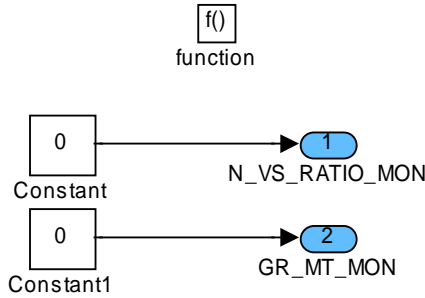 f()
function
0
1
Constant
N_VS_RATIO_MON
0
2
Constant1
GR_MT_MON